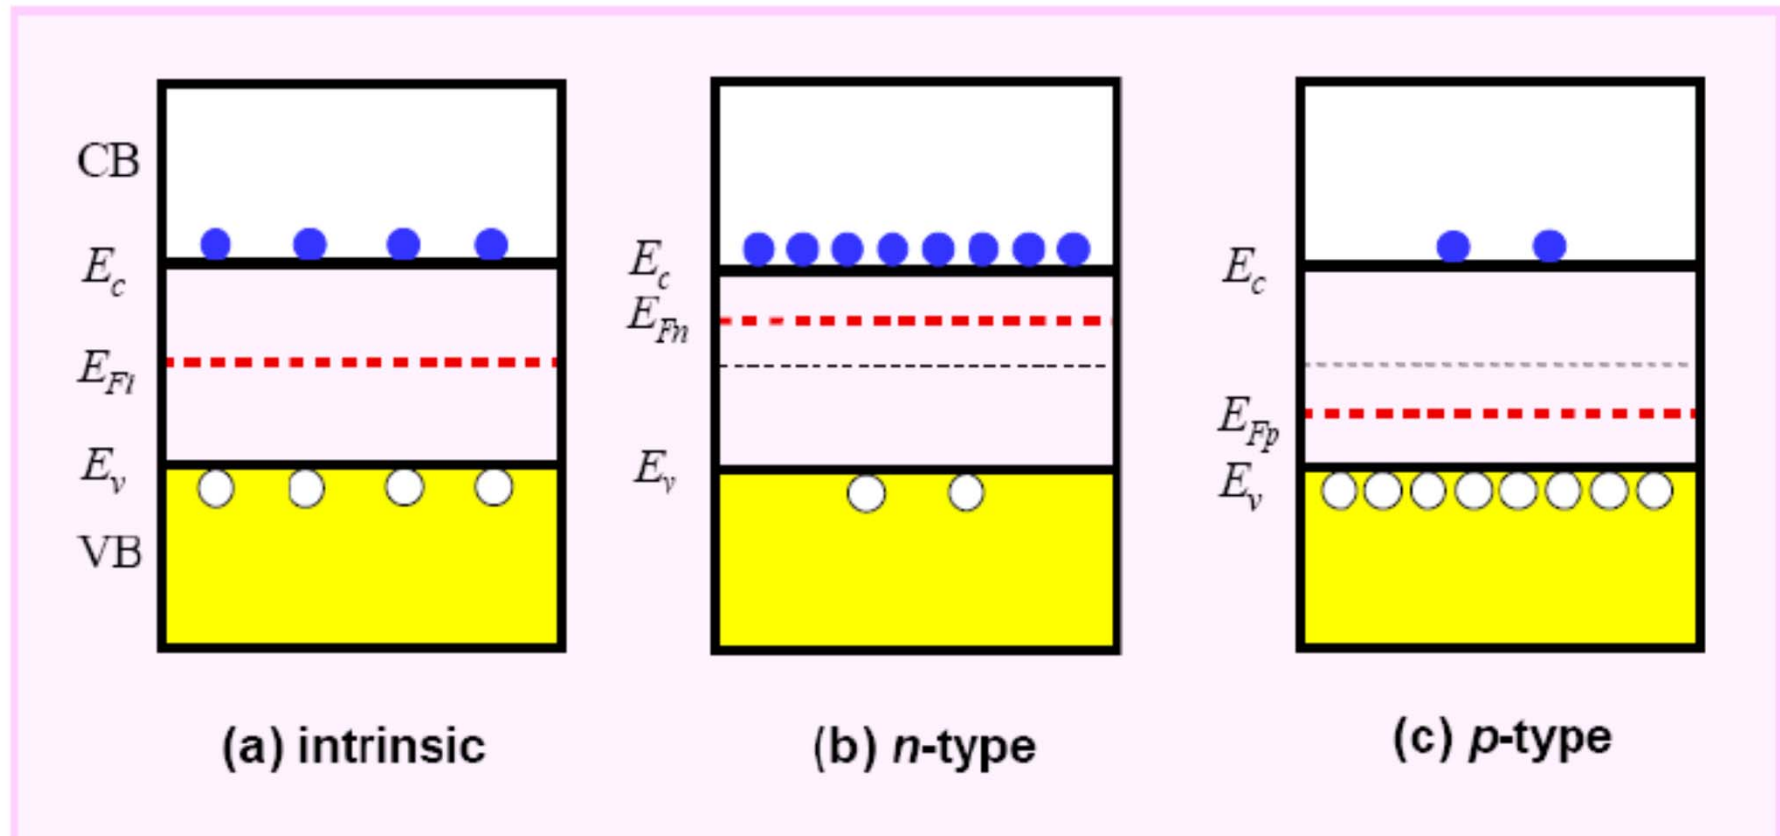 CB
E_c
E_Fi
E_v
VB
(a) intrinsic
E_c
E_Fn
E_v
(b) n-type
E_c
E_Fp
E_v
(c) p-type